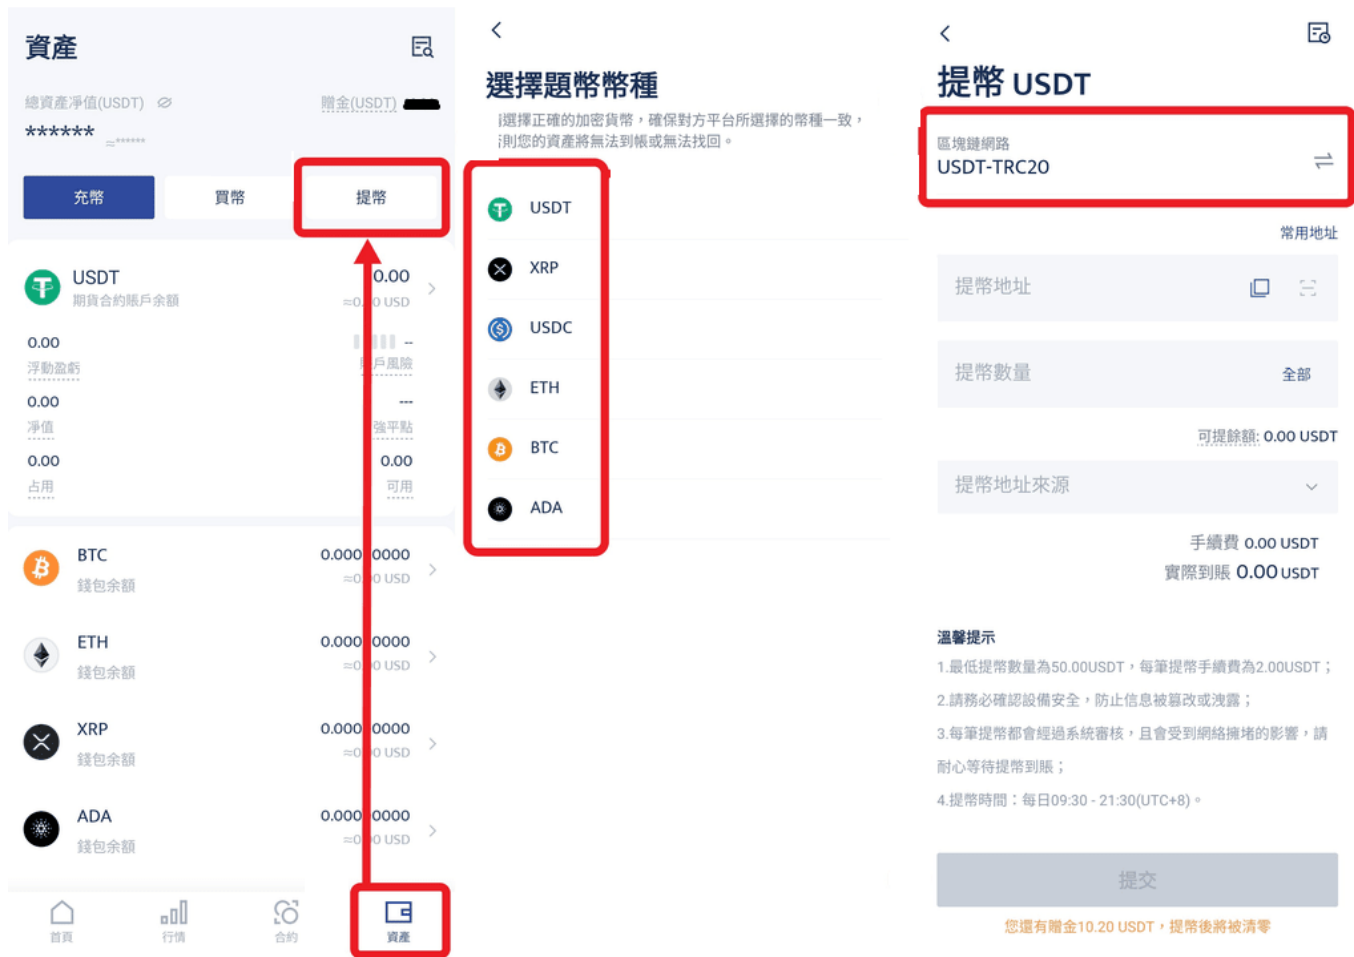 資產
總資產凈值(USDT)
贈金(USDT)
******
≈******
充幣
買幣
提幣
USDT
0.00
期貨合約賬戶余額
USD
0.00
--
浮動盈虧
戶風險
0.00
---
凈值
強平點
0.00
0.00
占用
可用
BTC
錢包余額
USD
ETH
錢包余額
USD
XRP
錢包余額
USD
ADA
錢包余額
USD
首頁
行情
合約
資產
選擇題幣幣種
選擇正確的加密貨幣，確保對方平台所選擇的幣種一致，
則您的資產將無法到帳或無法找回。
USDT
XRP
USDC
ETH
BTC
ADA
提幣 USDT
區塊鏈網路
USDT-TRC20
常用地址
提幣地址
提幣數量
全部
可提餘額: 0.00 USDT
提幣地址來源
手續費 0.00 USDT
實際到賬 0.00 USDT
溫馨提示
1.最低提幣數量為50.00USDT，每筆提幣手續費為2.00USDT；
2.請務必確認設備安全，防止信息被篡改或洩露；
3.每筆提幣都會經過系統審核，且會受到網絡擁堵的影響，請
耐心等待提幣到賬；
4.提幣時間：每日09:30 - 21:30(UTC+8)。
提交
您還有贈金10.20 USDT，提幣後將被清零